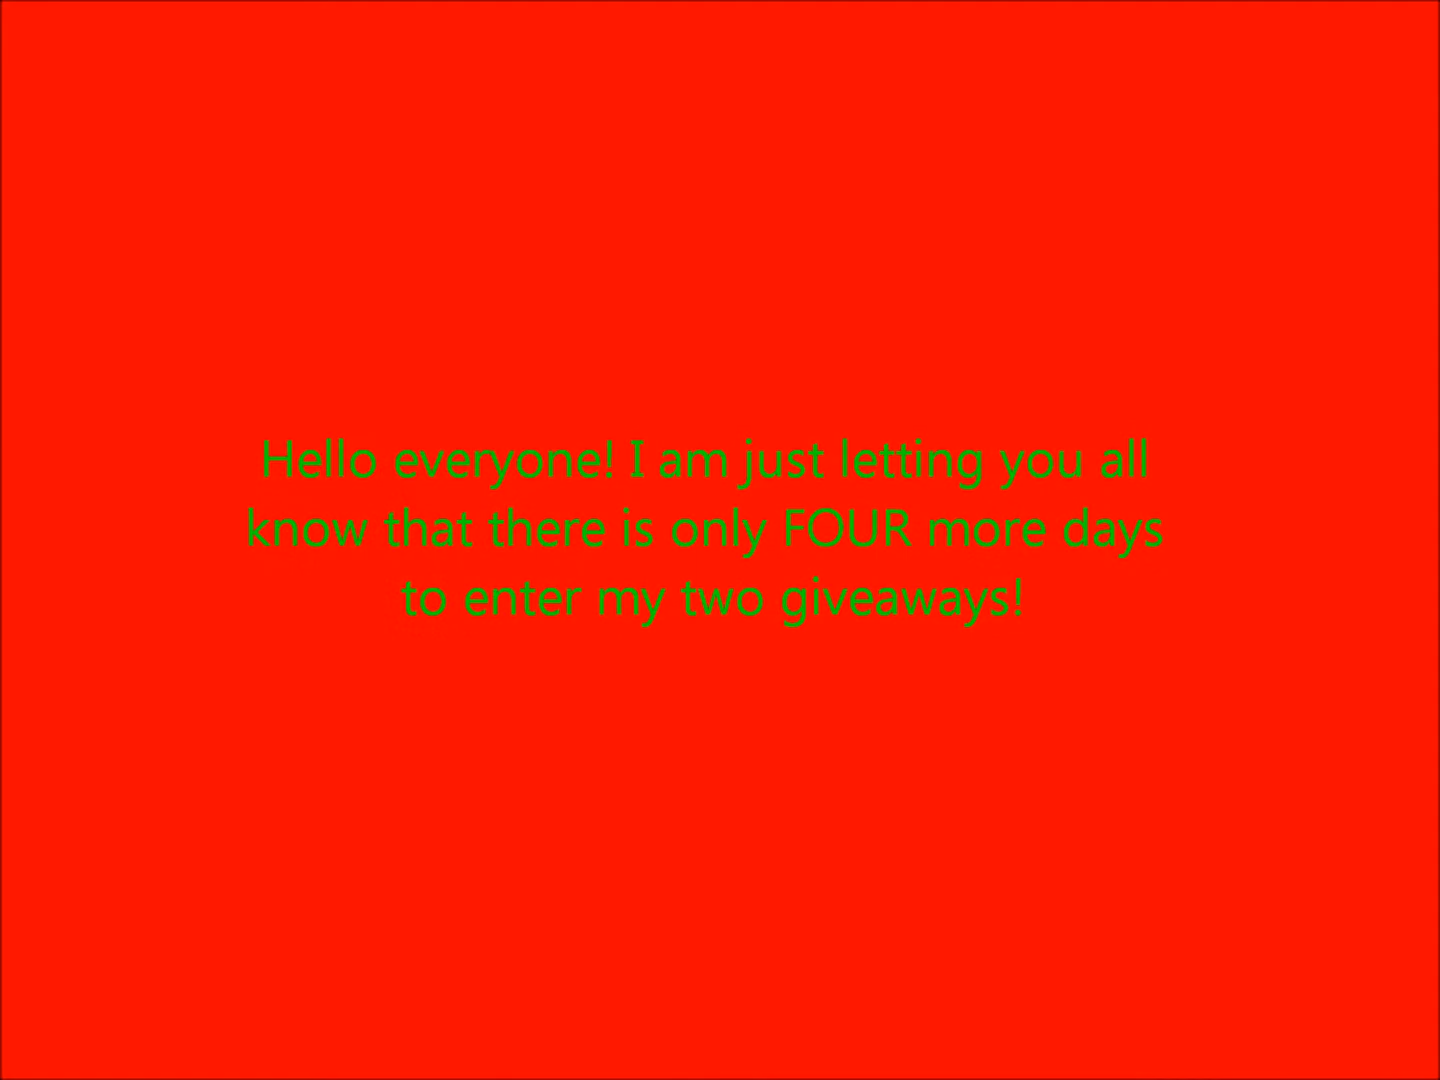 Hello everyone! I am just letting you all
know that there is only FOUR more days
to enter my two giveaways!